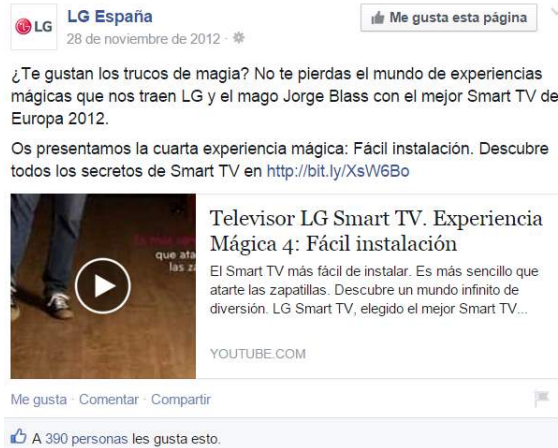 LG
LG España
Me gusta esta página
28 de noviembre de 2012 ·
¿Te gustan los trucos de magia? No te pierdas el mundo de experiencias
mágicas que nos traen LG y el mago Jorge Blass con el mejor Smart TV de
Europa 2012.
Os presentamos la cuarta experiencia mágica: Fácil instalación. Descubre
todos los secretos de Smart TV en http://bit.ly/XsW6Bo
que ata
las za
Televisor LG Smart TV. Experiencia
Mágica 4: Fácil instalación
El Smart TV más fácil de instalar. Es más sencillo que
atarte las zapatillas. Descubre un mundo infinito de
diversión. LG Smart TV, elegido el mejor Smart TV...
YOUTUBE.COM
Me gusta · Comentar · Compartir
A 390 personas les gusta esto.